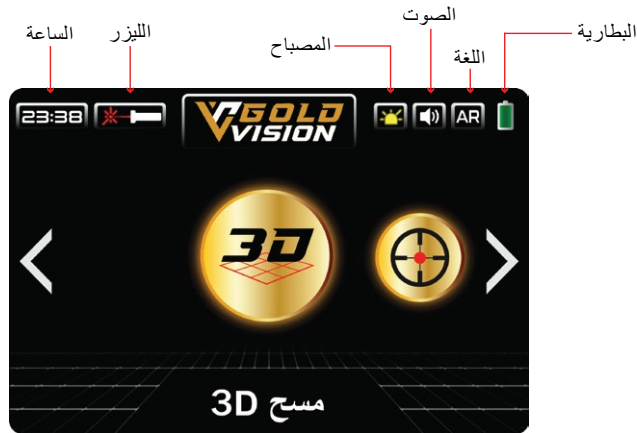 الصوت
البطارية
المصباح
الليزر
الساعة
اللغة
23:38
GOLD
VISION
AR
3D
مسح 3D